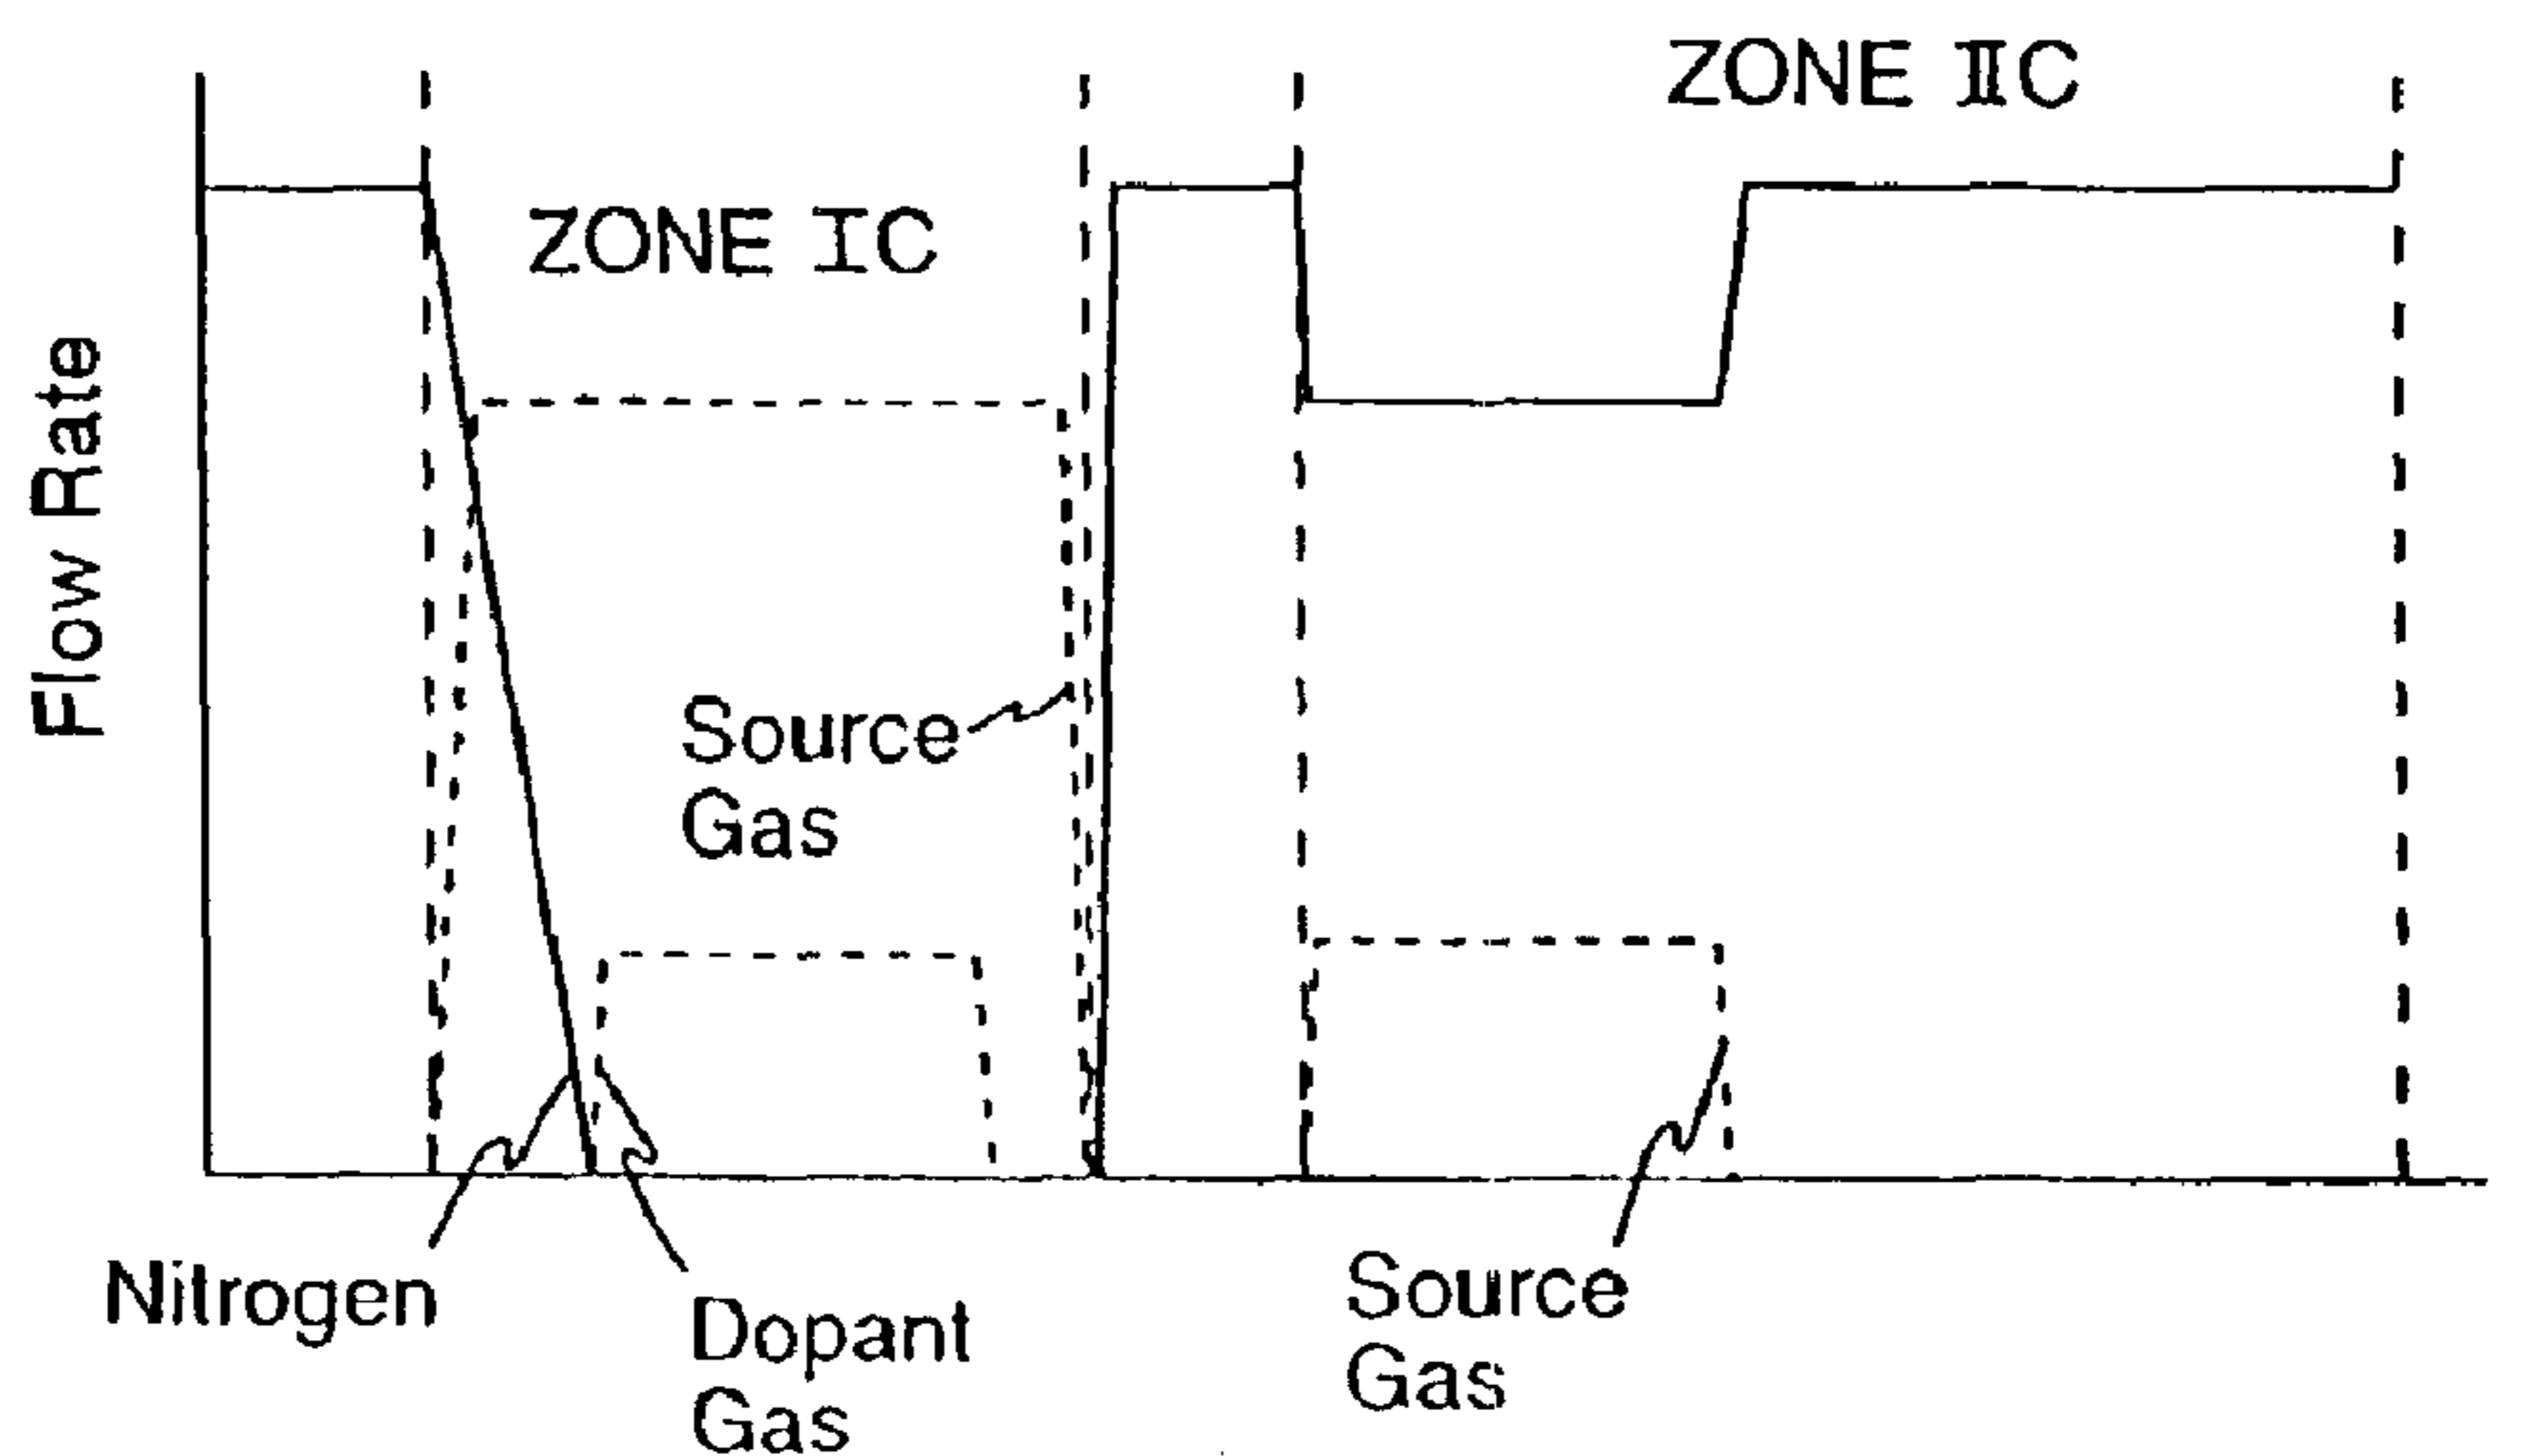 ZONE IIC
ZONE IC
Flow Rate
Source
Gas
Nitrogen
Dopant
Gas
Source
Gas